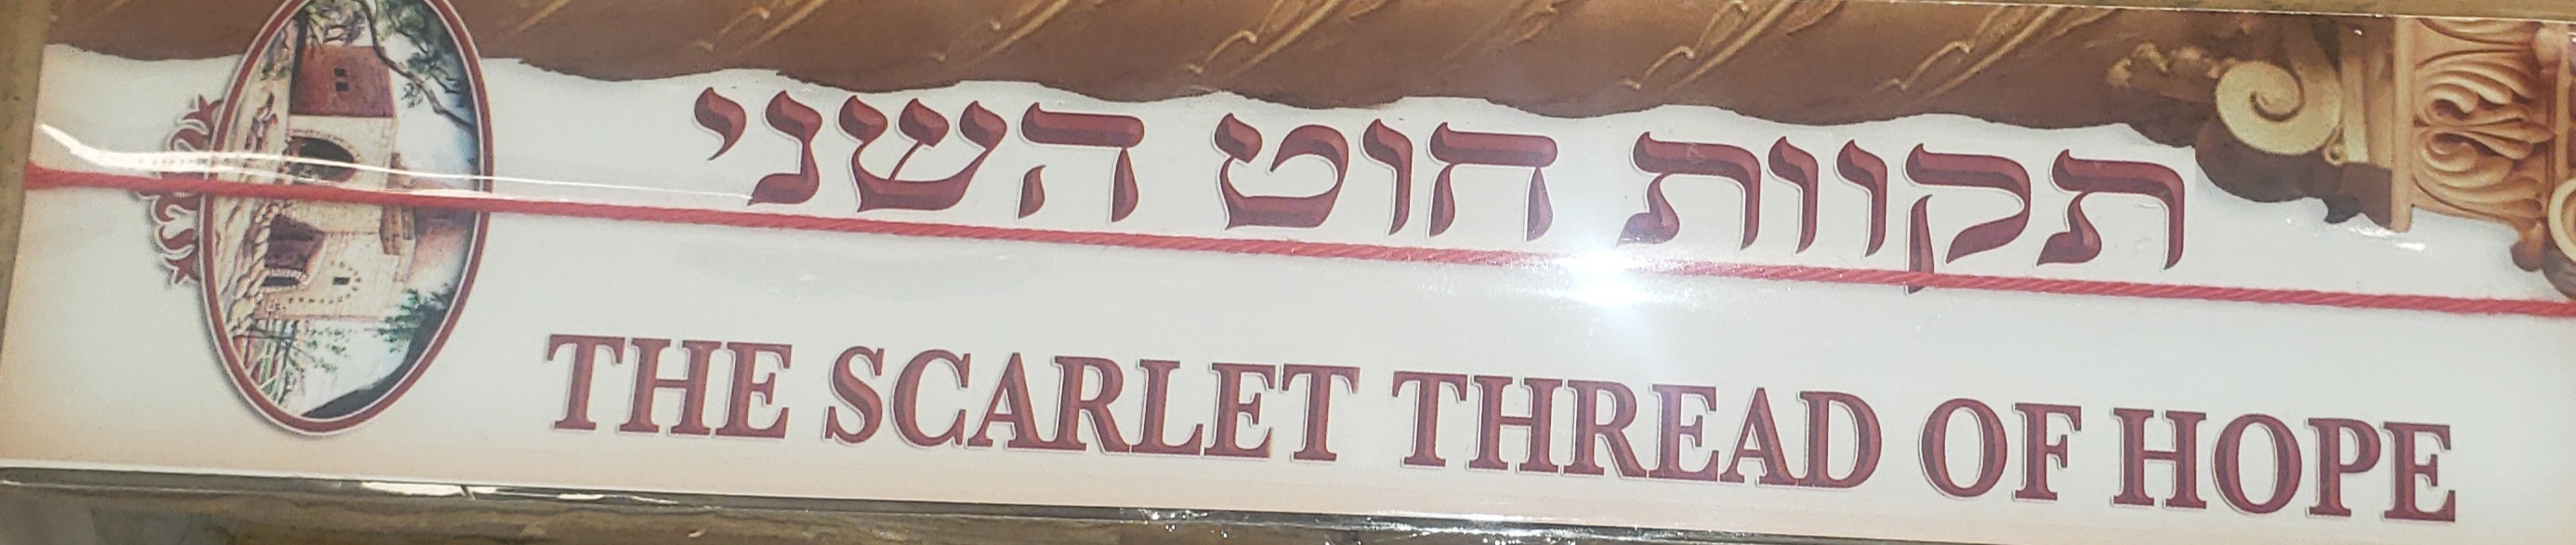 תקוות חוט השני
THE SCARLET THREAD OF HOPE